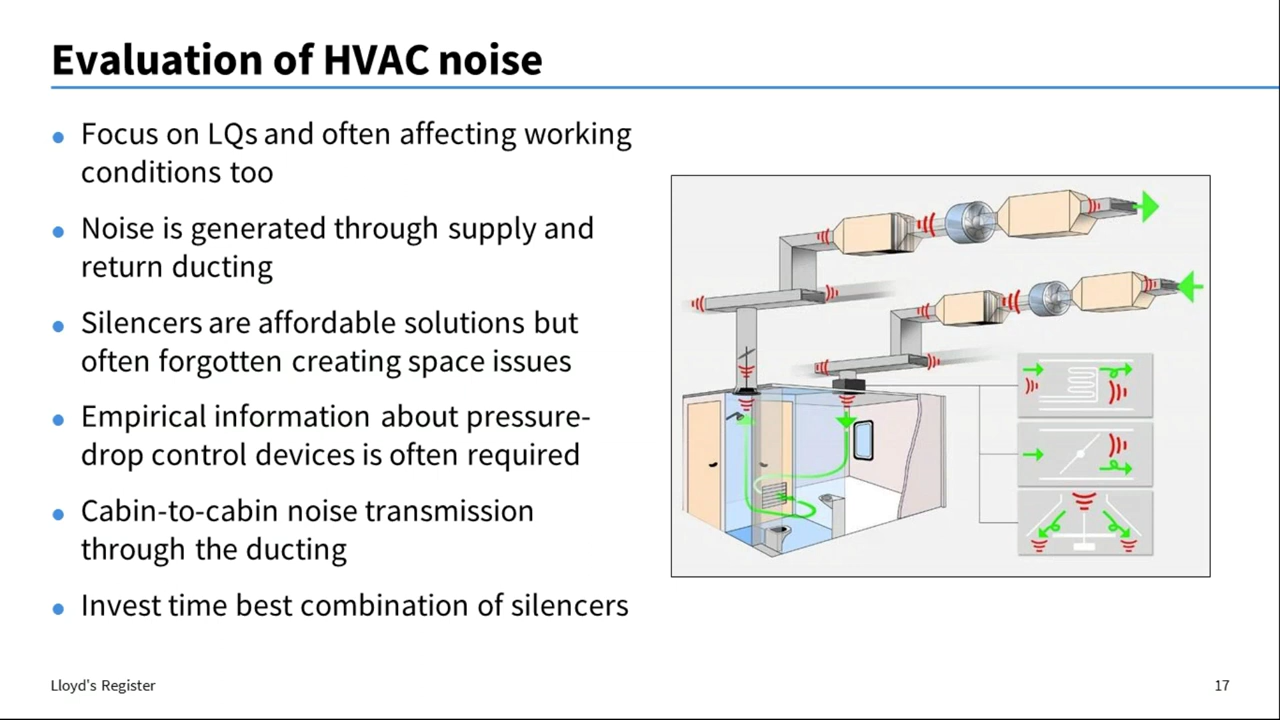 Evaluation of HVAC noise
Focus on LQs and often affecting working
conditions too
Noise is generated through supply and
return ducting
Silencers are affordable solutions but
often forgotten creating space issues
Empirical information about pressure-
drop control devices is often required
Cabin-to-cabin noise transmission
through the ducting
Invest time best combination of silencers
Lloyd's Register
17